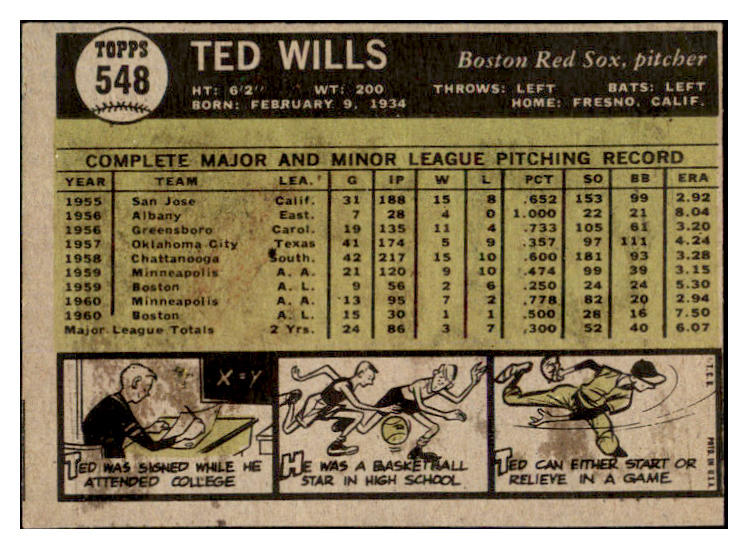 TOPPS
548
TED WILLS
Boston Red Sox, pitcher
HT: 6'2" WT: 200 THROWS: LEFT BATS: LEFT
BORN: FEBRUARY 9, 1934 HOME: FRESNO, CALIF.
COMPLETE MAJOR AND MINOR LEAGUE PITCHING RECORD
YEAR TEAM LEA. G IP W L PCT SO BB ERA
1955 San Jose Calif. 31 188 15 8 .652 153 99 2.92
1956 Albany East. 7 28 4 0 1.000 22 21 8.04
1956 Greensboro Carol. 19 135 11 4 .733 105 61 3.20
1957 Oklahoma City Texas 41 174 5 9 .357 97 111 4.24
1958 Chattanooga South. 42 217 15 10 .600 181 93 3.28
1959 Minneapolis A. A. 21 120 9 10 .474 99 39 3.15
1959 Boston A. L. 9 56 2 6 .250 24 24 5.30
1960 Minneapolis A. A. 13 95 7 2 .778 82 20 2.94
1960 Boston A. L. 15 30 1 1 .500 28 16 7.50
Major League Totals 2 Yrs. 24 86 3 7 .300 52 40 6.07
X = Y
TED WAS SIGNED WHILE HE
ATTENDED COLLEGE
HE WAS A BASKETBALL
STAR IN HIGH SCHOOL
TED CAN EITHER START OR
RELIEVE IN A GAME.
T.C.G.
PRTD. IN U.S.A.